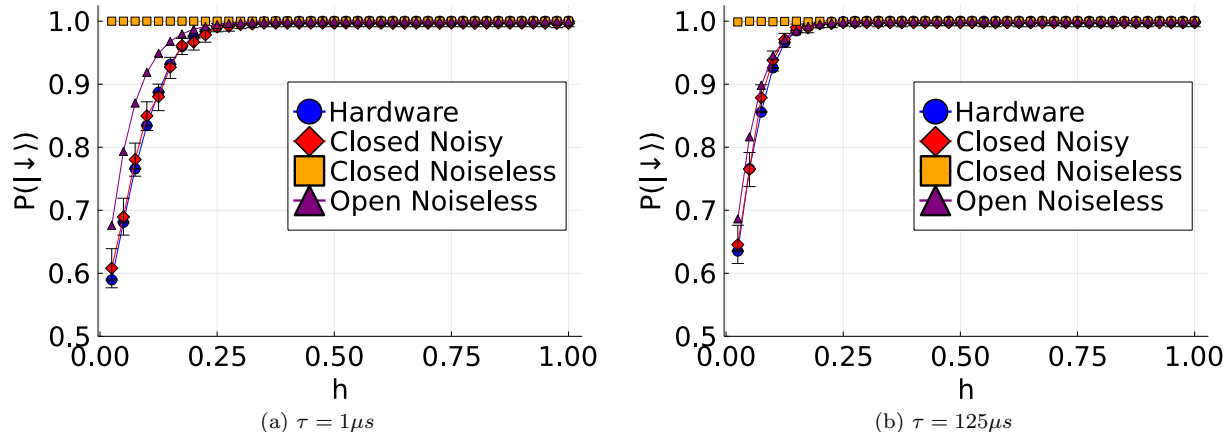 1.0
0.9
0.8
0.7
0.6
0.5
P(|↓⟩)
0.00 0.25 0.50 0.75 1.00
h
Hardware
Closed Noisy
Closed Noiseless
Open Noiseless
(a) τ = 1μs
1.0
0.9
0.8
0.7
0.6
0.5
P(|↓⟩)
0.00 0.25 0.50 0.75 1.00
h
Hardware
Closed Noisy
Closed Noiseless
Open Noiseless
(b) τ = 125μs